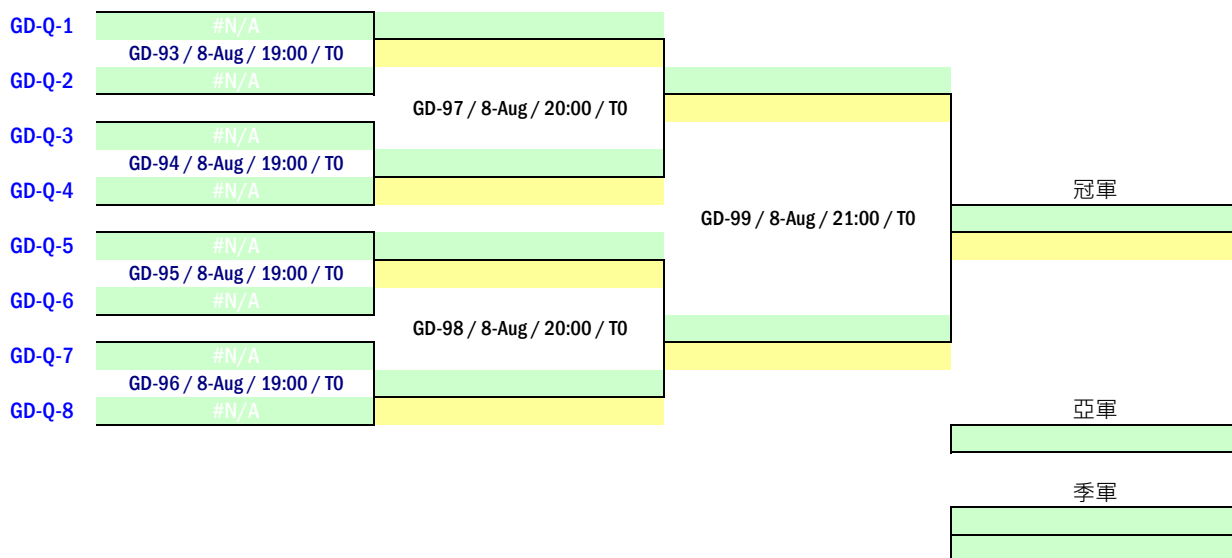 GD-Q-1 #N/A
GD-93 / 8-Aug / 19:00 / T0
GD-Q-2 #N/A
GD-97 / 8-Aug / 20:00 / T0
GD-Q-3 #N/A
GD-94 / 8-Aug / 19:00 / T0
GD-Q-4 #N/A
冠軍
GD-99 / 8-Aug / 21:00 / T0
GD-Q-5 #N/A
GD-95 / 8-Aug / 19:00 / T0
GD-Q-6 #N/A
GD-98 / 8-Aug / 20:00 / T0
GD-Q-7 #N/A
GD-96 / 8-Aug / 19:00 / T0
GD-Q-8 #N/A
亞軍
季軍